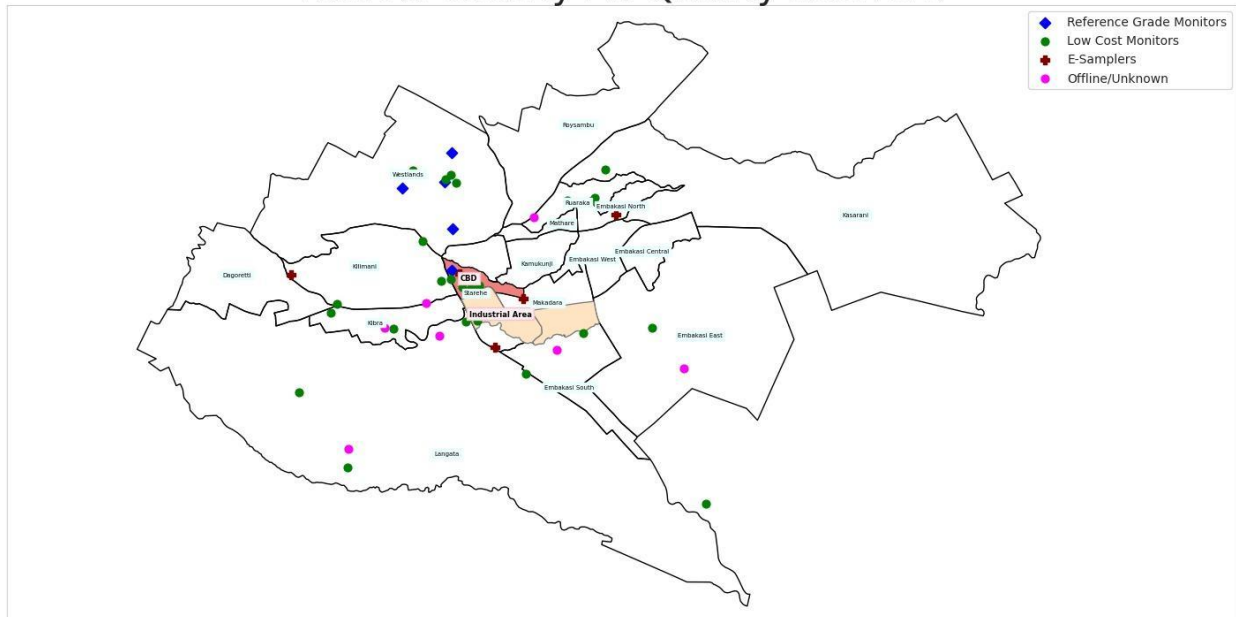 Reference Grade Monitors
Low Cost Monitors
E-Samplers
Offline/Unknown
Roysambu
Westlands
Ruaraka
Embakasi North
Kasarani
Mathare
Embakasi Central
Kamukunji
Embakasi West
Dagoretti
Kilimani
CBD
Starehe
Makadara
Industrial Area
Kibra
Embakasi East
Embakasi South
Langata